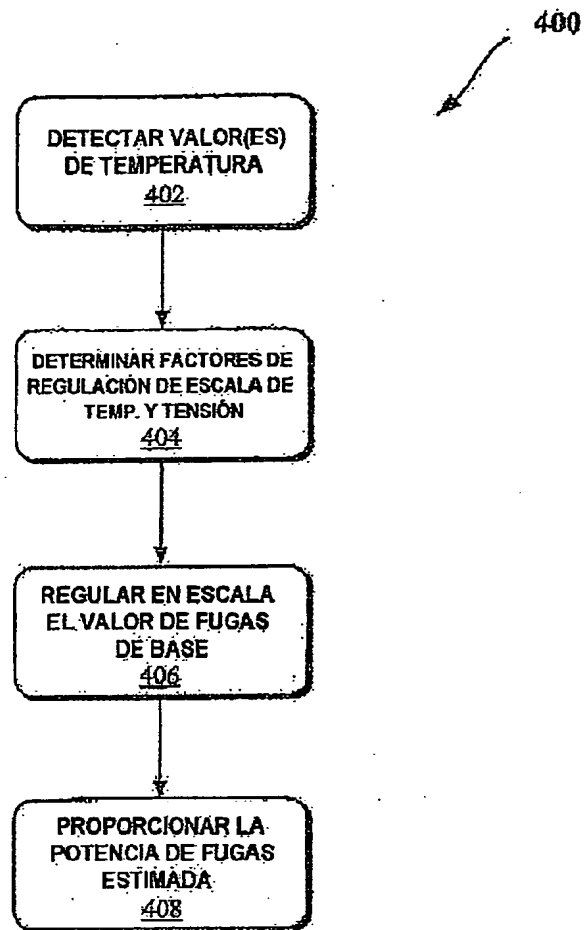 400
DETECTAR VALOR(ES)
DE TEMPERATURA
402
DETERMINAR FACTORES DE
REGULACIÓN DE ESCALA DE
TEMP. Y TENSIÓN
404
REGULAR EN ESCALA
EL VALOR DE FUGAS
DE BASE
406
PROPORCIONAR LA
POTENCIA DE FUGAS
ESTIMADA
408